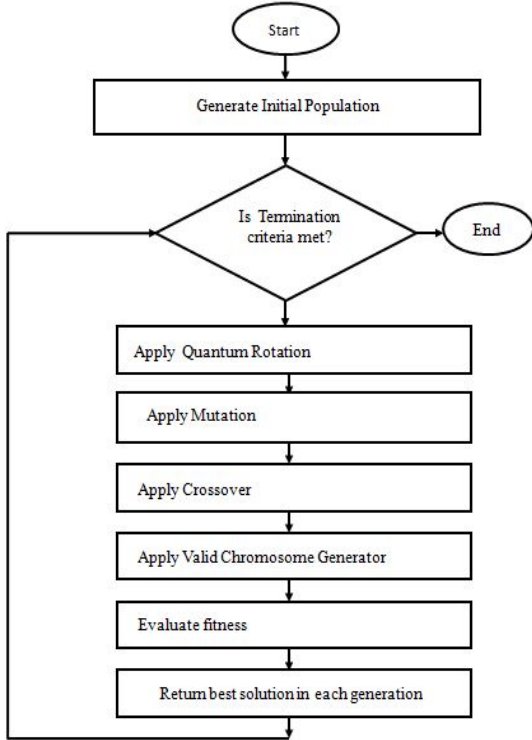 Start
Generate Initial Population
Is Termination
criteria met?
End
Apply Quantum Rotation
Apply Mutation
Apply Crossover
Apply Valid Chromosome Generator
Evaluate fitness
Return best solution in each generation